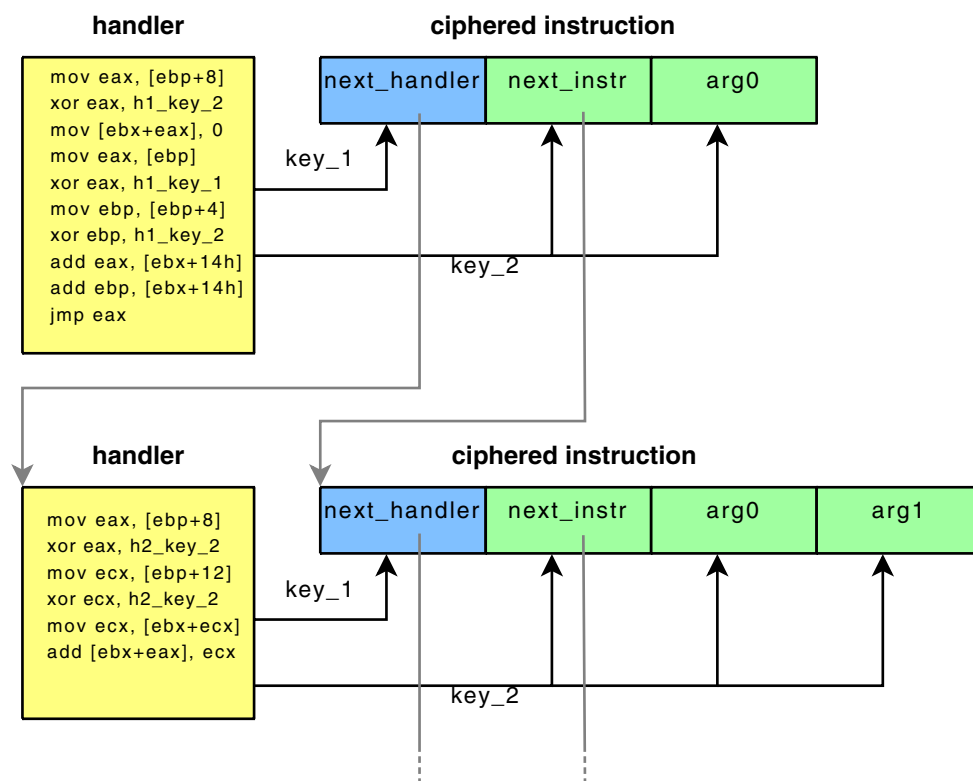 handler
ciphered instruction
mov eax, [ebp+8]
xor eax, h1_key_2
mov [ebx+eax], 0
mov eax, [ebp]
xor eax, h1_key_1
mov ebp, [ebp+4]
xor ebp, h1_key_2
add eax, [ebx+14h]
add ebp, [ebx+14h]
jmp eax
next_handler
next_instr
arg0
key_1
key_2
handler
ciphered instruction
mov eax, [ebp+8]
xor eax, h2_key_2
mov ecx, [ebp+12]
xor ecx, h2_key_2
mov ecx, [ebx+ecx]
add [ebx+eax], ecx
next_handler
next_instr
arg0
arg1
key_1
key_2